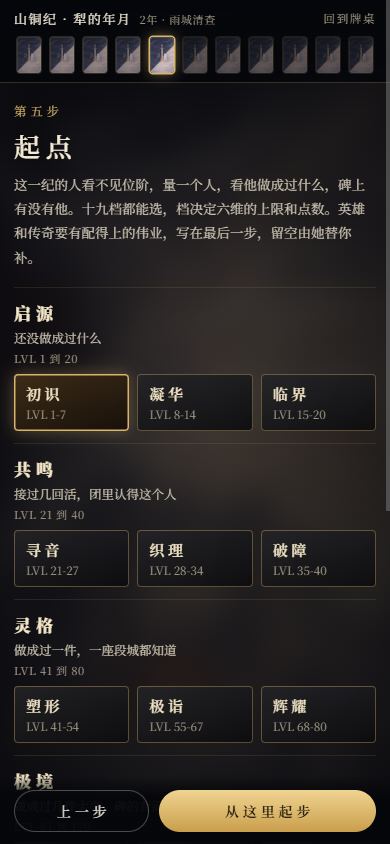 山铜纪 · 犁的年月 2年 · 雨城清查 回到牌桌
第五步
起点
这一纪的人看不见位阶，量一个人，看他做成过什么，碑上
有没有他。十九档都能选，档决定六维的上限和点数。英雄
和传奇要有配得上的伟业，写在最后一步，留空由她替你
补。
启源
还没做成过什么
LVL 1 到 20
初识 凝华 临界
LVL 1-7 LVL 8-14 LVL 15-20
共鸣
接过几回活，团里认得这个人
LVL 21 到 40
寻音 织理 破障
LVL 21-27 LVL 28-34 LVL 35-40
灵格
做成过一件，一座段城都知道
LVL 41 到 80
塑形 极诣 辉耀
LVL 41-54 LVL 55-67 LVL 68-80
极境
上一步 从这里起步